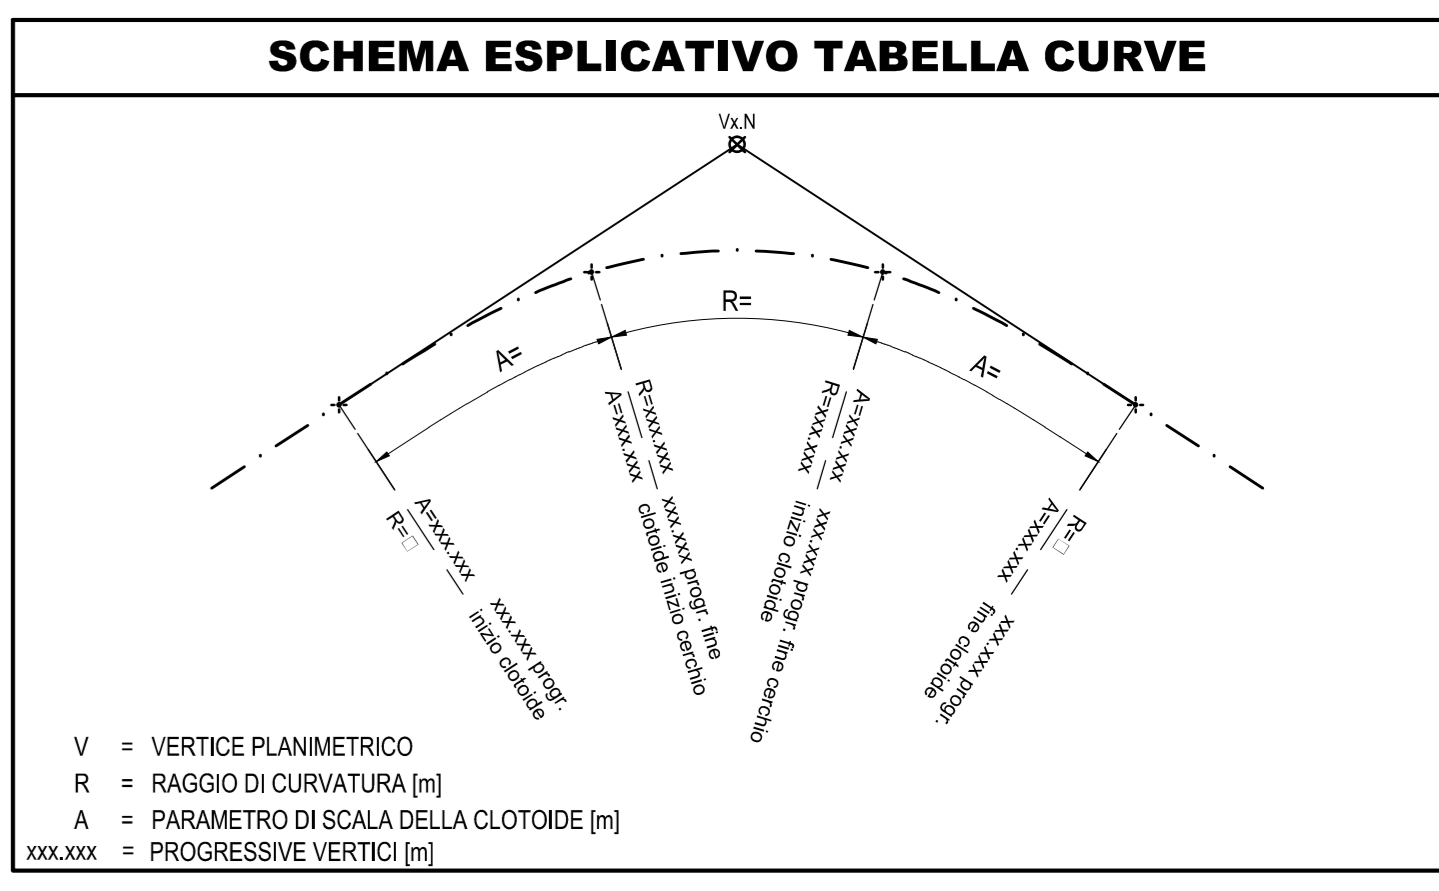 SCHEMA ESPLICATIVO TABELLA CURVE
Vx.N
A=
R=
A=
A=xxx.xxx
R=□
xxx.xxx progr.
inizio clotoide
R=xxx.xxx
A=xxx.xxx
xxx.xxx progr. fine
clotoide inizio cerchio
A=xxx.xxx
R=xxx.xxx
xxx.xxx progr. fine cerchio
inizio clotoide
R=□
A=xxx.xxx
xxx.xxx progr.
fine clotoide
V = VERTICE PLANIMETRICO
R = RAGGIO DI CURVATURA [m]
A = PARAMETRO DI SCALA DELLA CLOTOIDE [m]
xxx.xxx = PROGRESSIVE VERTICI [m]